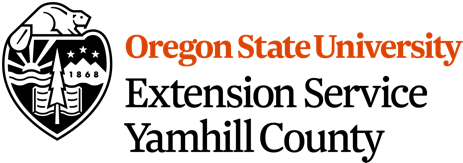 1868
Oregon State University
Extension Service
Yamhill County